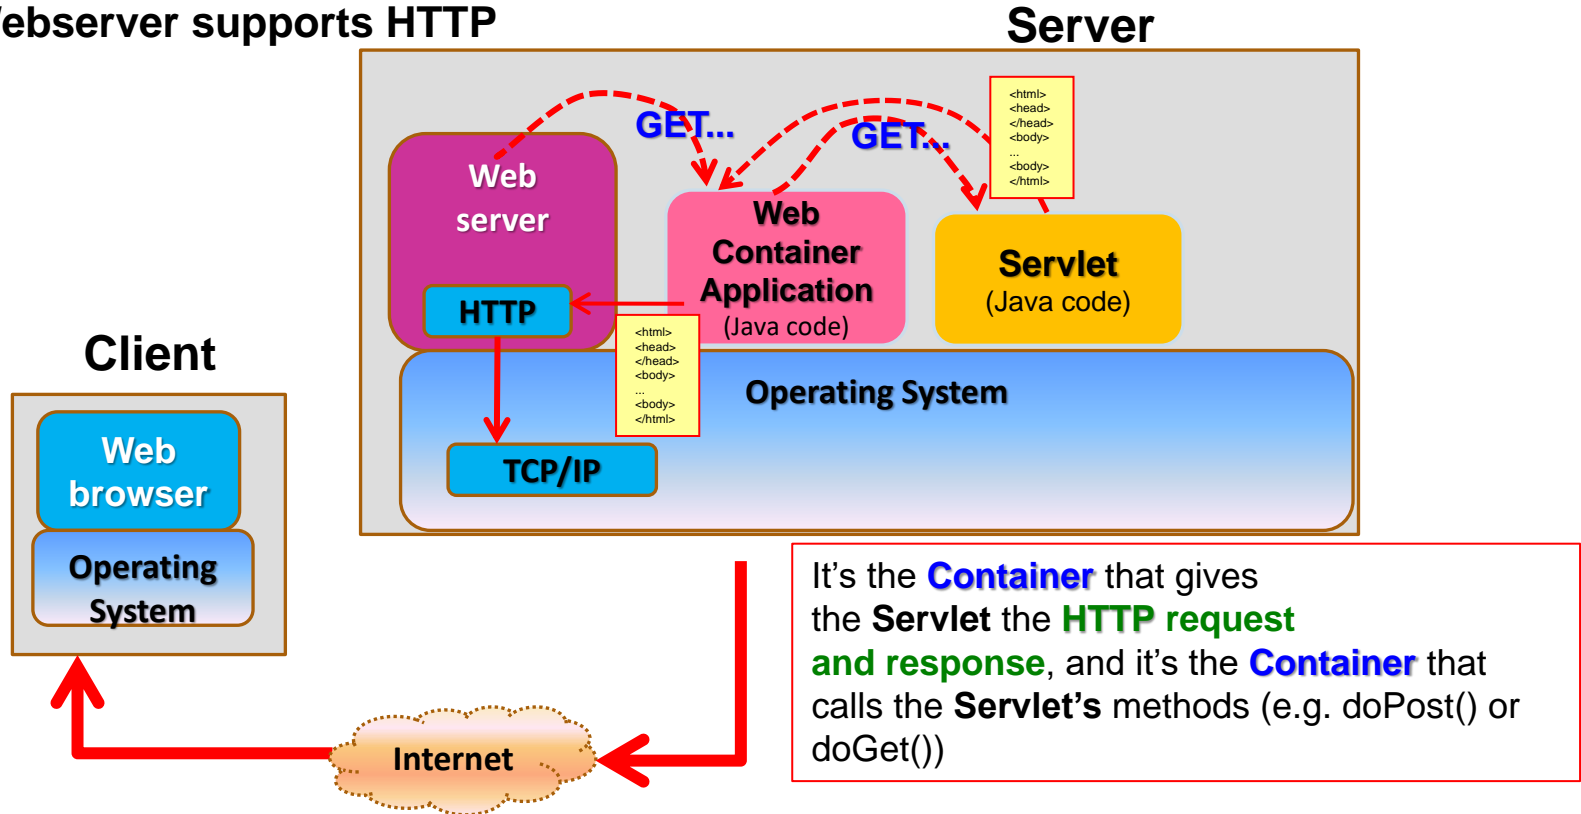 ebserver supports HTTP
Server
GET...
GET...
<html>
<head>
</head>
<body>
...
<body>
</html>
Web
server
HTTP
Web
Container
Application
(Java code)
Servlet
(Java code)
<html>
<head>
</head>
<body>
...
<body>
</html>
Operating System
TCP/IP
Client
Web
browser
Operating
System
Internet
It’s the Container that gives
the Servlet the HTTP request
and response, and it’s the Container that
calls the Servlet's methods (e.g. doPost() or
doGet())